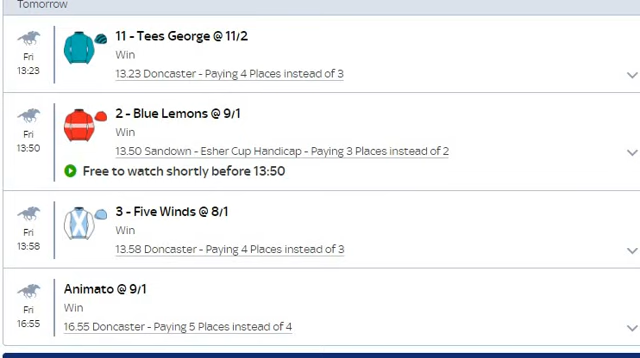 Tomorrow
11 - Tees George @ 11/2
Fri
13:23
Win
13.23 Doncaster - Paying 4 Places instead of 3
2 - Blue Lemons @ 9/1
Fri
13:50
Win
13.50 Sandown - Esher Cup Handicap - Paying 3 Places instead of 2
Free to watch shortly before 13:50
3 - Five Winds @ 8/1
Fri
13:58
Win
13.58 Doncaster - Paying 4 Places instead of 3
Animato @ 9/1
Fri
16:55
Win
16.55 Doncaster - Paying 5 Places instead of 4